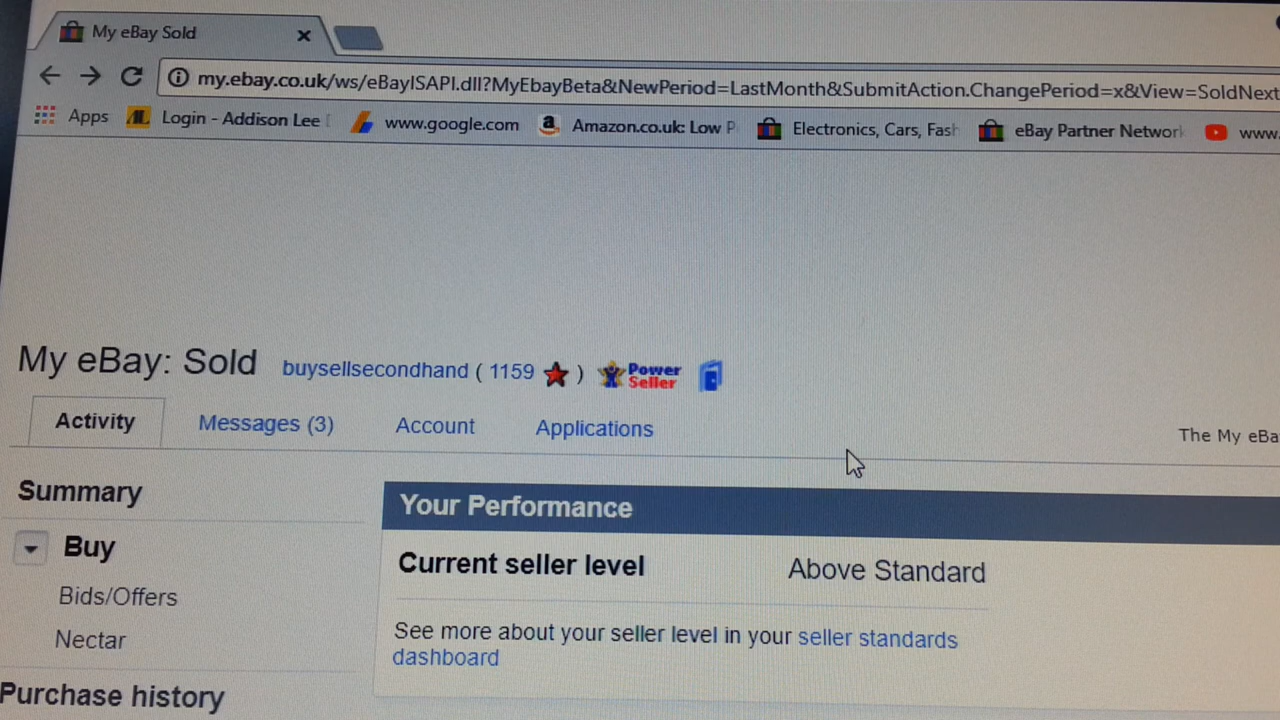 My eBay Sold
my.ebay.co.uk/ws/eBayISAPI.dll?MyEbayBeta&NewPeriod=LastMonth&SubmitAction.ChangePeriod=x&View=SoldNext
Apps Login - Addison Lee www.google.com Amazon.co.uk: Low P Electronics, Cars, Fash eBay Partner Network www.
My eBay: Sold buysellsecondhand ( 1159 ) Power Seller
Activity Messages (3) Account Applications
The My eBa
Summary
Your Performance
Buy
Current seller level Above Standard
Bids/Offers
See more about your seller level in your seller standards
Nectar
dashboard
Purchase history